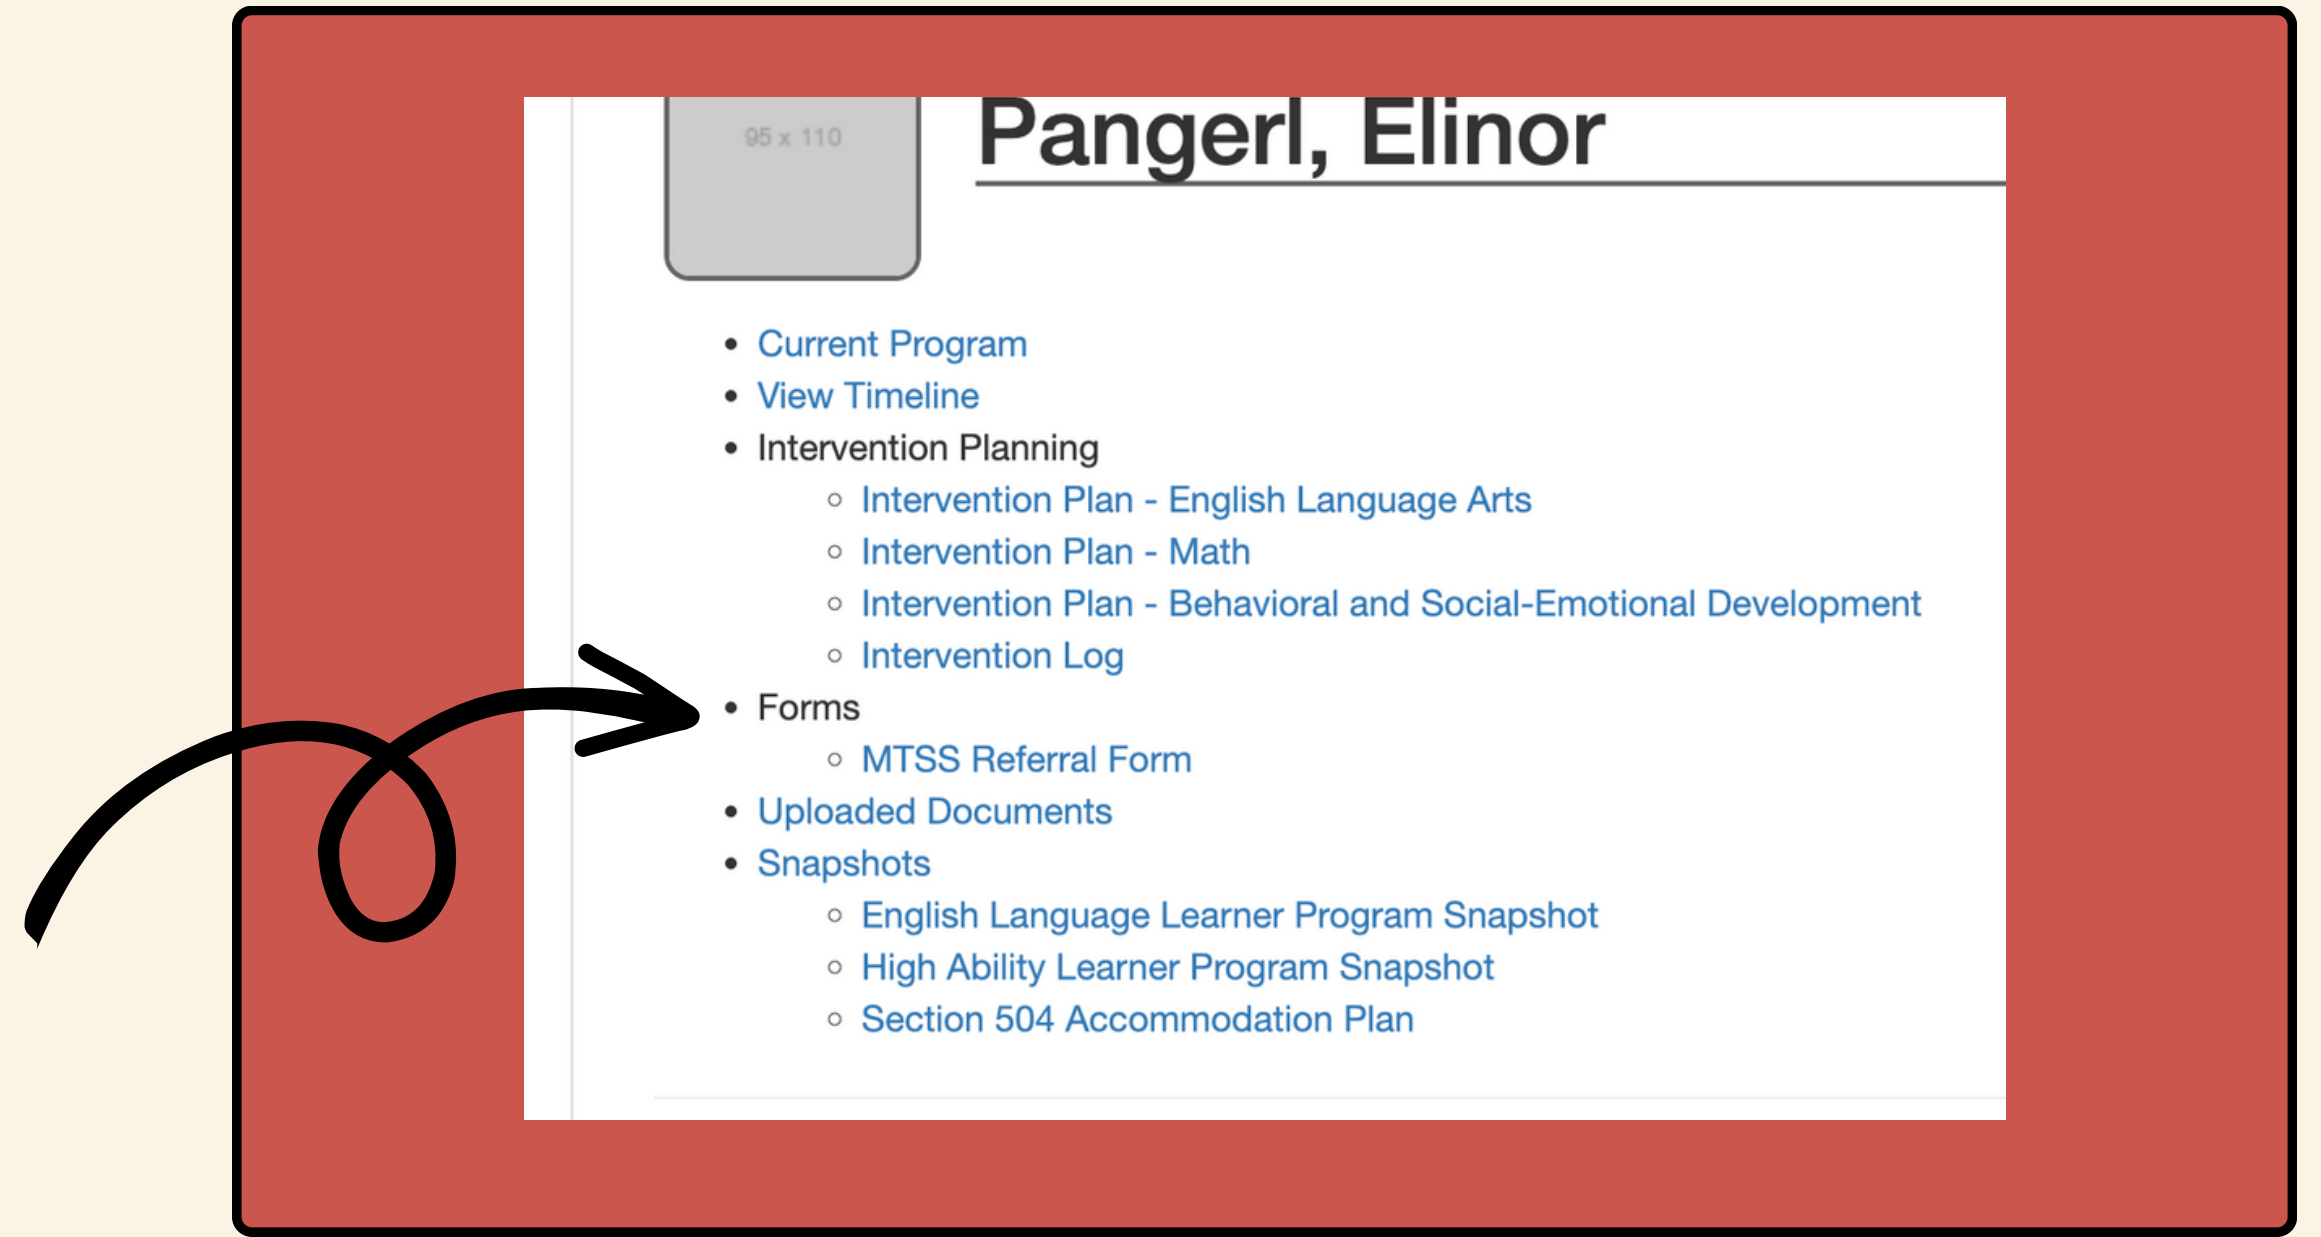 95 x 110
Pangerl, Elinor
Current Program
View Timeline
Intervention Planning
Intervention Plan - English Language Arts
Intervention Plan - Math
Intervention Plan - Behavioral and Social-Emotional Development
Intervention Log
Forms
MTSS Referral Form
Uploaded Documents
Snapshots
English Language Learner Program Snapshot
High Ability Learner Program Snapshot
Section 504 Accommodation Plan